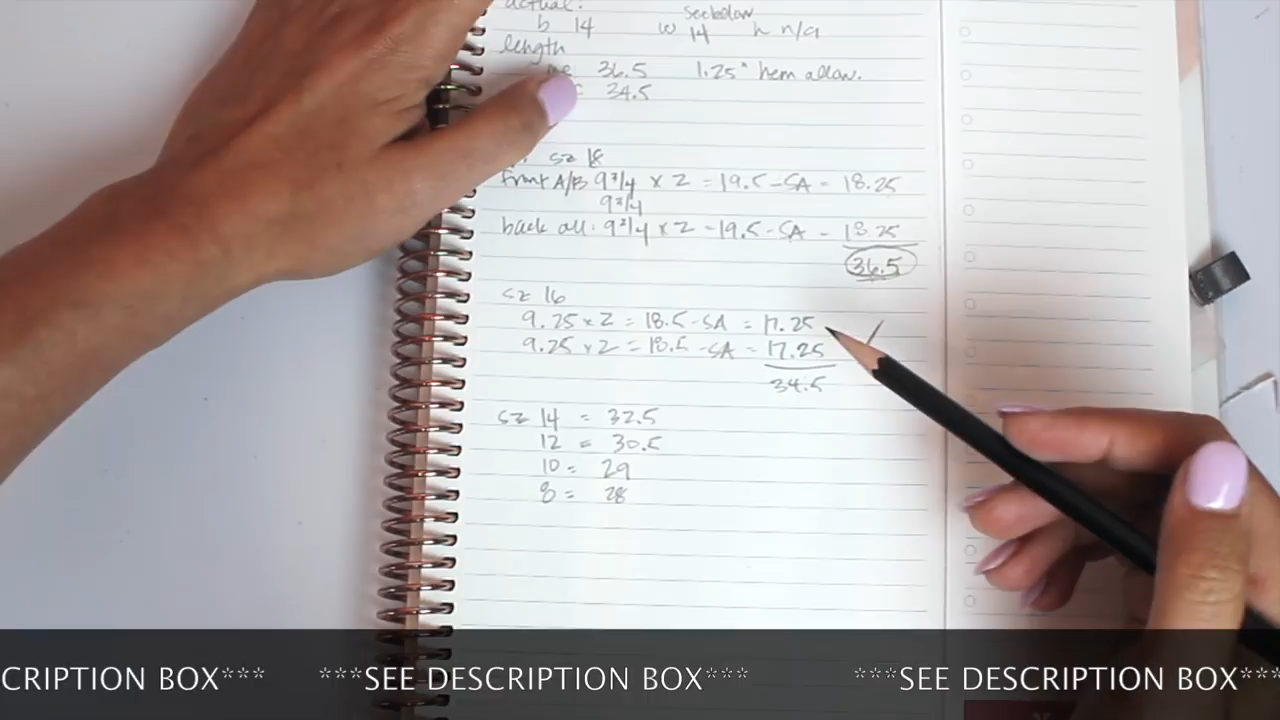 actual: see below
b 14 w 14 h n/a
length
me 36.5 1.25" hem allow.
34.5
sz 18
front A/B 9 3/4 x 2 = 19.5 - SA = 18.25
9 3/4
back all: 9 3/4 x 2 = 19.5 - SA = 18.25
36.5
sz 16
9.25 x 2 = 18.5 - SA = 17.25
9.25 x 2 = 18.5 - SA = 17.25
34.5
sz 14 = 32.5
12 = 30.5
10 = 29
8 = 28
CRIPTION BOX*** ***SEE DESCRIPTION BOX*** ***SEE DESCRIPTION BOX***